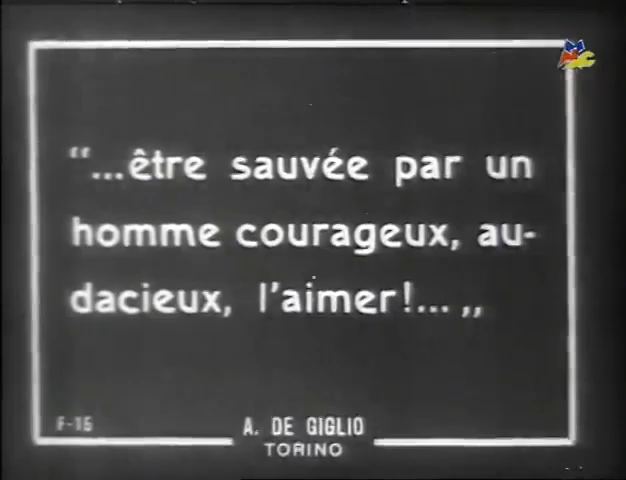 “...être sauvée par un
homme courageux, au-
dacieux, l'aimer!... „
F-15
A. DE GIGLIO
TORINO